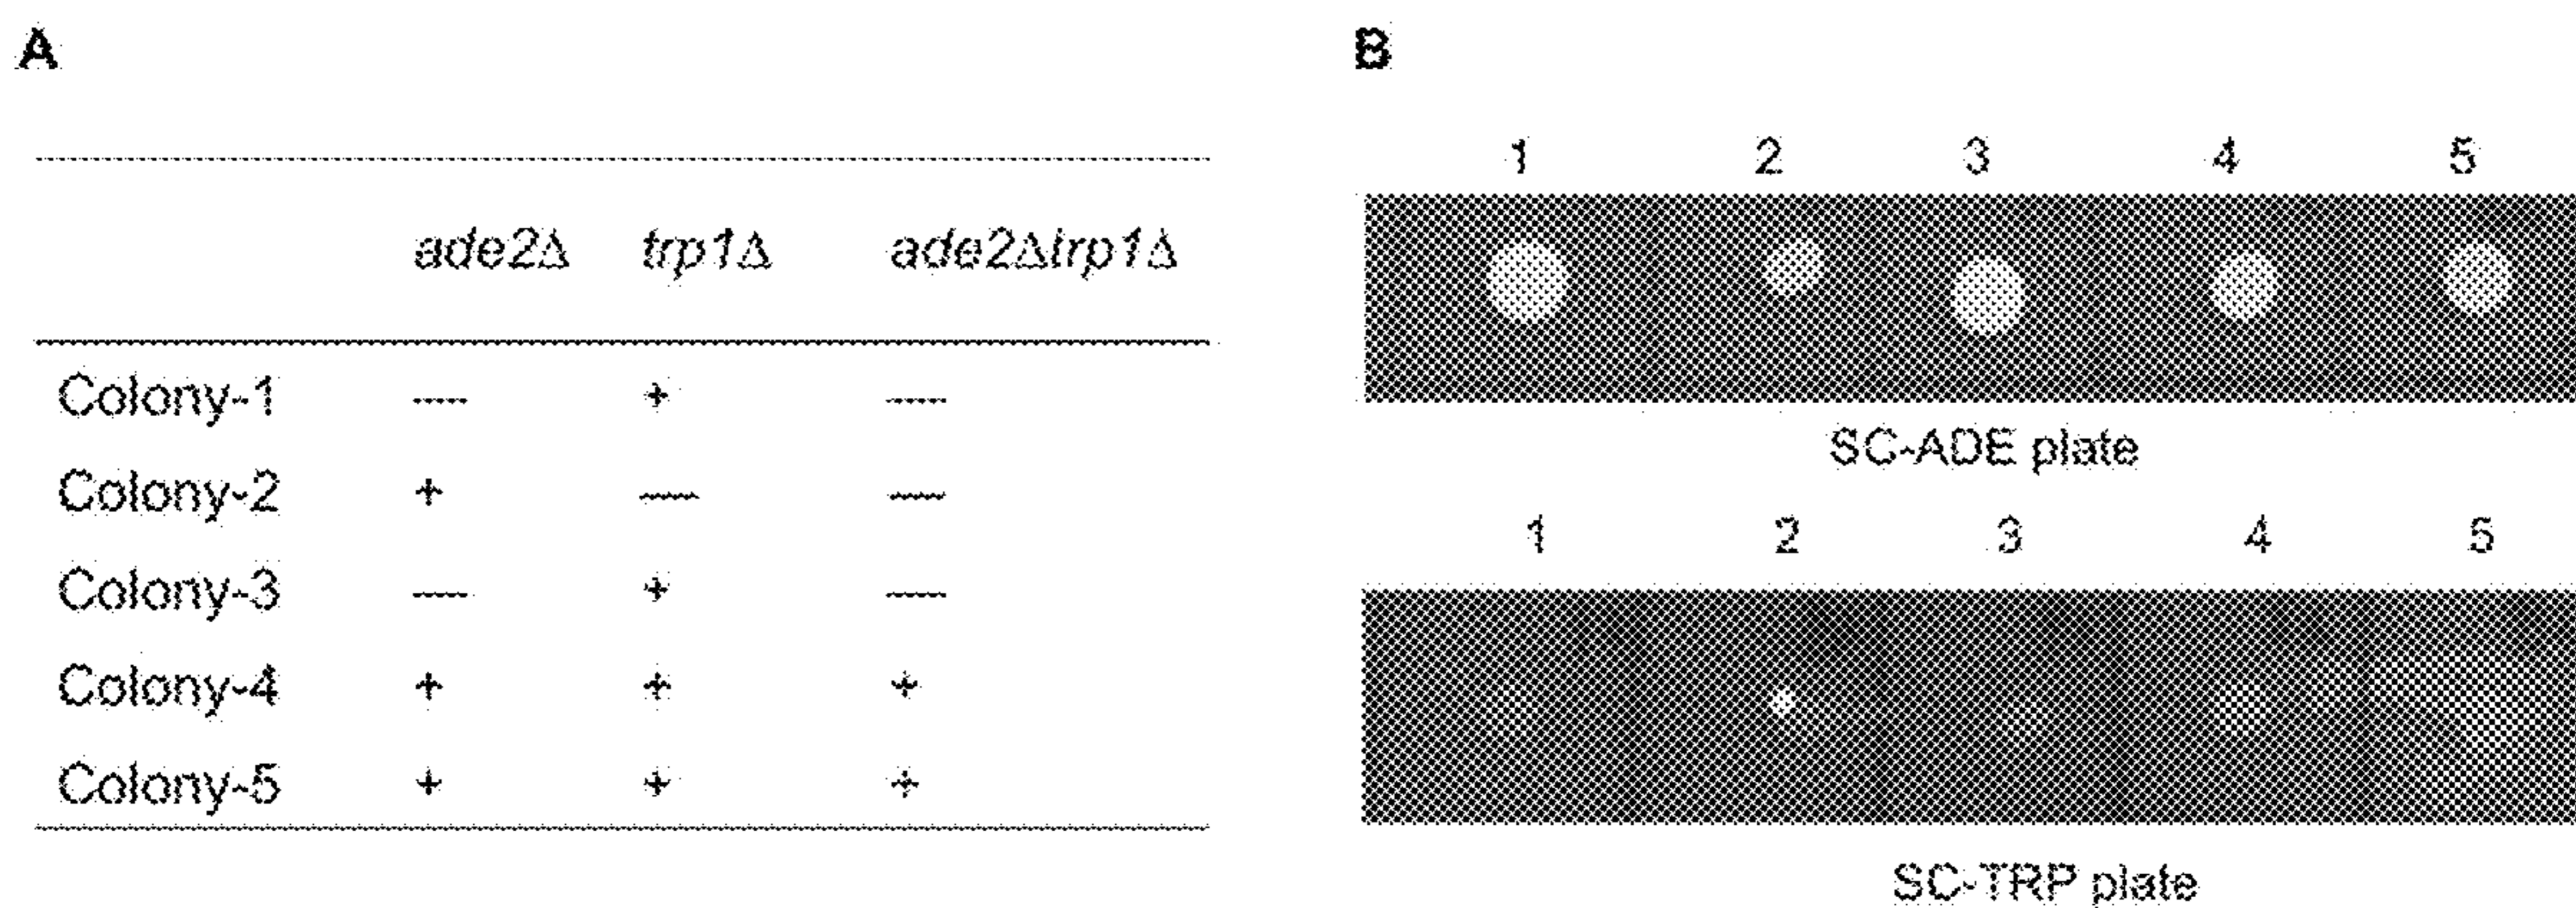 A
ade2Δ trp1Δ ade2Δtrp1Δ
Colony-1 — + —
Colony-2 + — —
Colony-3 — + —
Colony-4 + + +
Colony-5 + + +
B
1 2 3 4 5
SC-ADE plate
1 2 3 4 5
SC-TRP plate